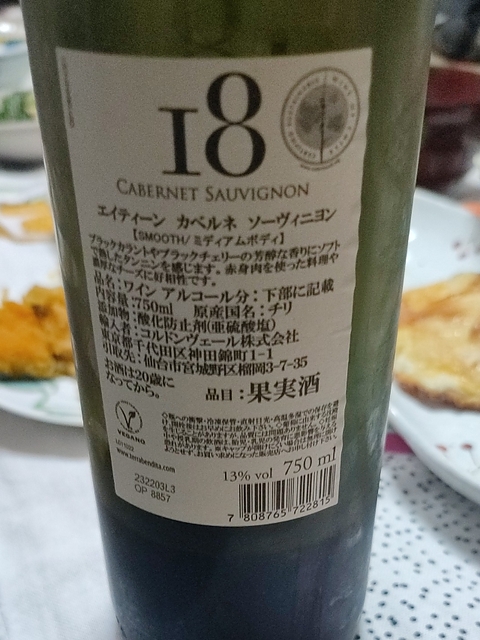 18
CABERNET SAUVIGNON
エイティーン カベルネ ソーヴィニヨン
【SMOOTH/ミディアムボディ】
ブラックカラントやブラックチェリーの芳醇な香りにソフト
で熟したタンニンを感じます。赤身肉を使った料理や
濃厚なチーズに好相性です。
品名:ワイン アルコール分:下部に記載
内容量:750ml 原産国名:チリ
添加物:酸化防止剤(亜硫酸塩)
輸入者:コルドンヴェール株式会社
東京都千代田区神田錦町1-1
引取先:仙台市宮城野区榴岡3-7-35
お酒は20歳に
なってから。
品目:果実酒
VEGANO
www.terrabendita.com
232203L3
OP 8857
13% vol 750 ml
7 808765 722815